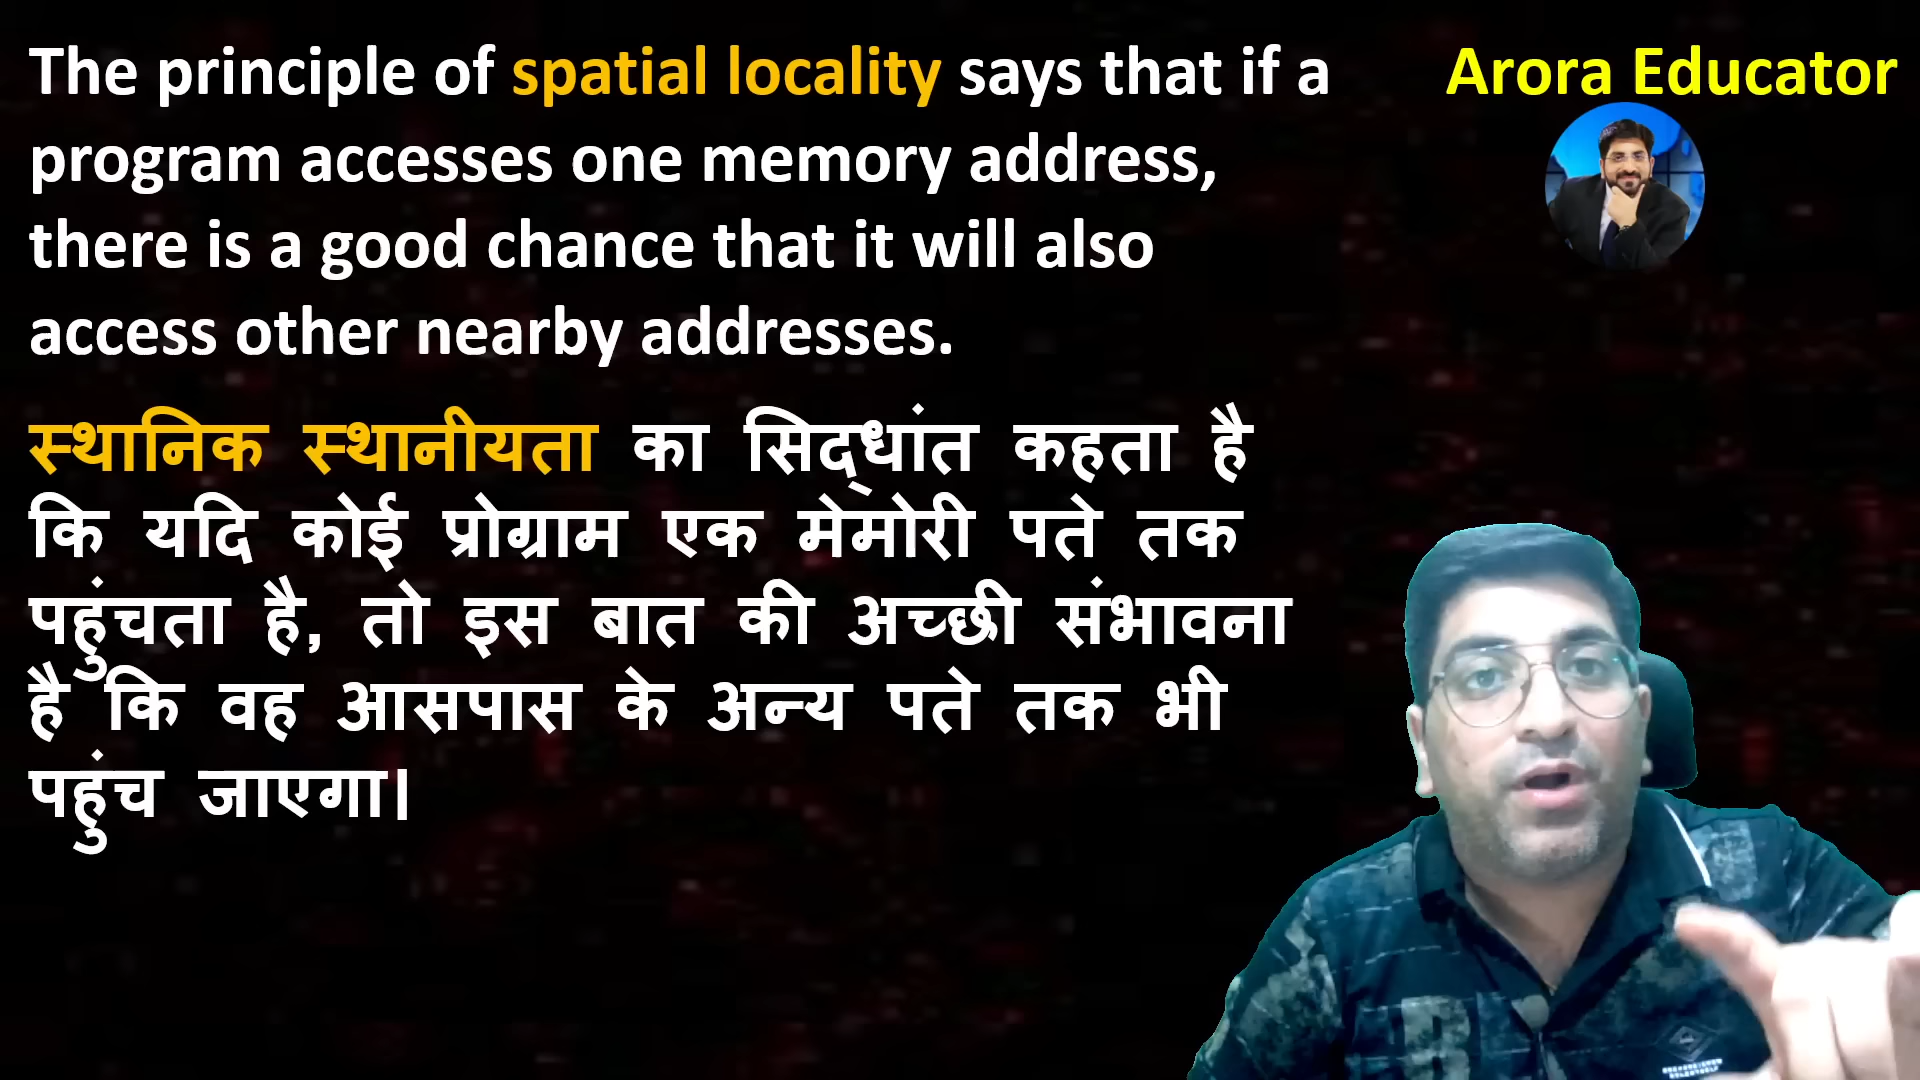 The principle of spatial locality says that if a
Arora Educator
program accesses one memory address,
there is a good chance that it will also
access other nearby addresses.
स्थानिक स्थानीयता का सिद्धांत कहता है
कि यदि कोई प्रोग्राम एक मेमोरी पते तक
पहुंचता है, तो इस बात की अच्छी संभावना
है कि वह आसपास के अन्य पते तक भी
पहुंच जाएगा।